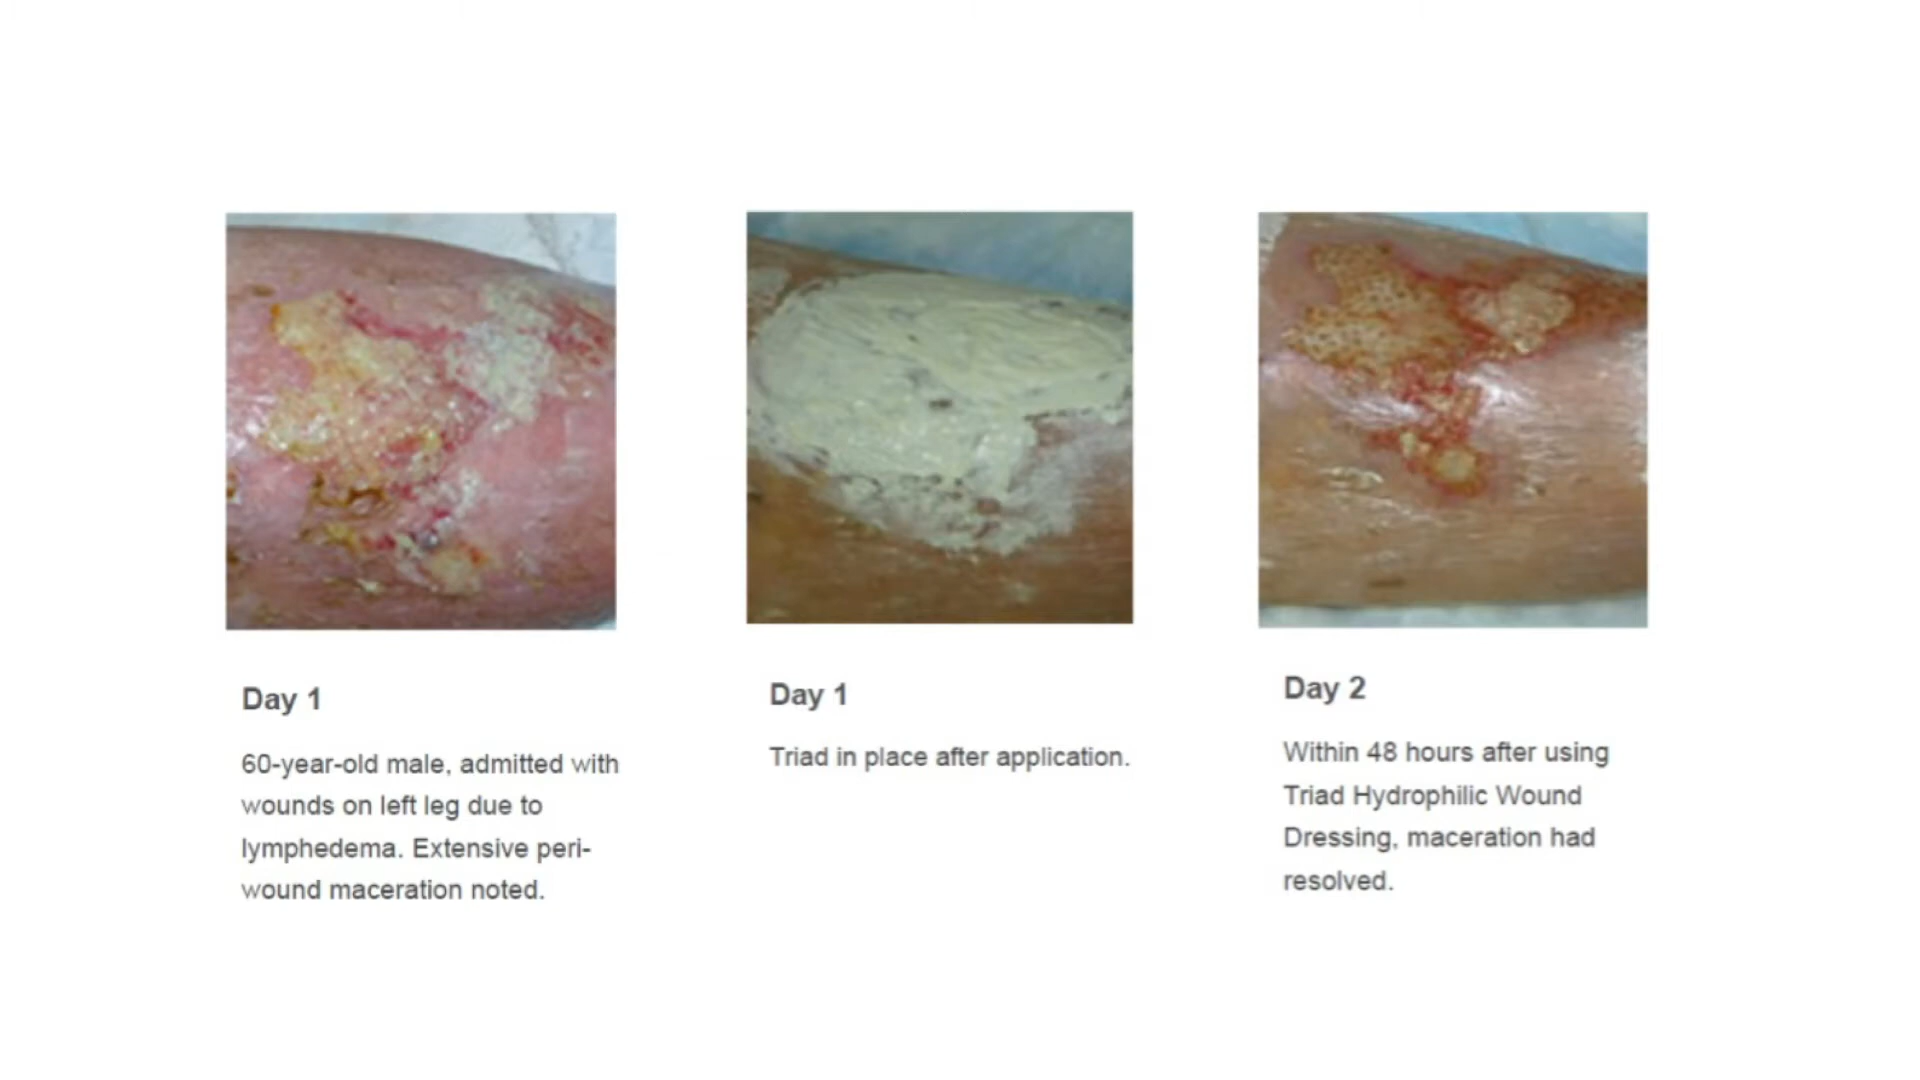 Day 1
60-year-old male, admitted with
wounds on left leg due to
lymphedema. Extensive peri-
wound maceration noted.
Day 1
Triad in place after application.
Day 2
Within 48 hours after using
Triad Hydrophilic Wound
Dressing, maceration had
resolved.